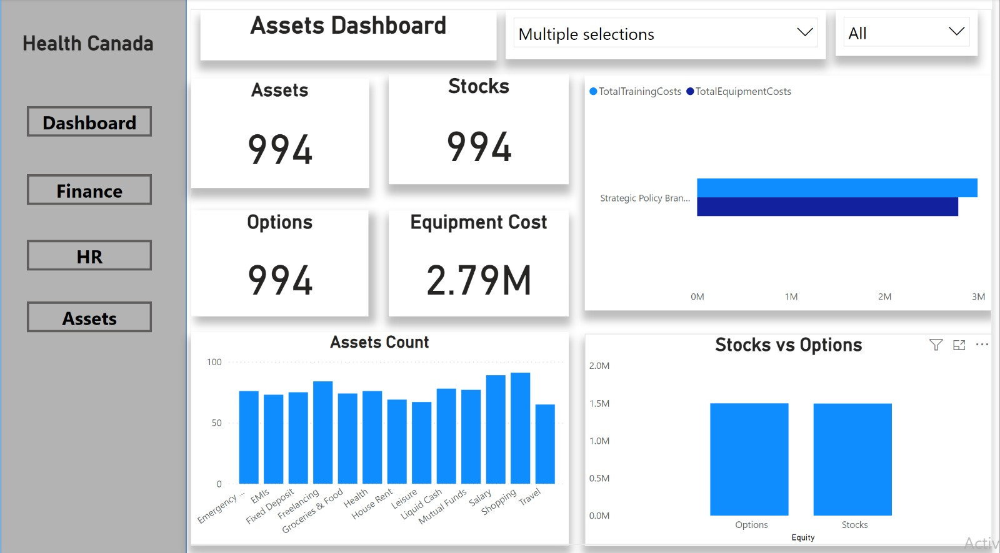 Health Canada
Dashboard
Finance
HR
Assets
Assets Dashboard
Multiple selections
All
Assets
994
Stocks
994
Options
994
Equipment Cost
2.79M
TotalTrainingCosts TotalEquipmentCosts
Strategic Policy Bran...
0M 1M 2M 3M
Assets Count
100
50
0
Emergency ...
EMIs
Fixed Deposit
Freelancing
Groceries & Food
Health
House Rent
Leisure
Liquid Cash
Mutual Funds
Salary
Shopping
Travel
Stocks vs Options
2.0M
1.5M
1.0M
0.5M
0.0M
Options Stocks
Equity
Activ